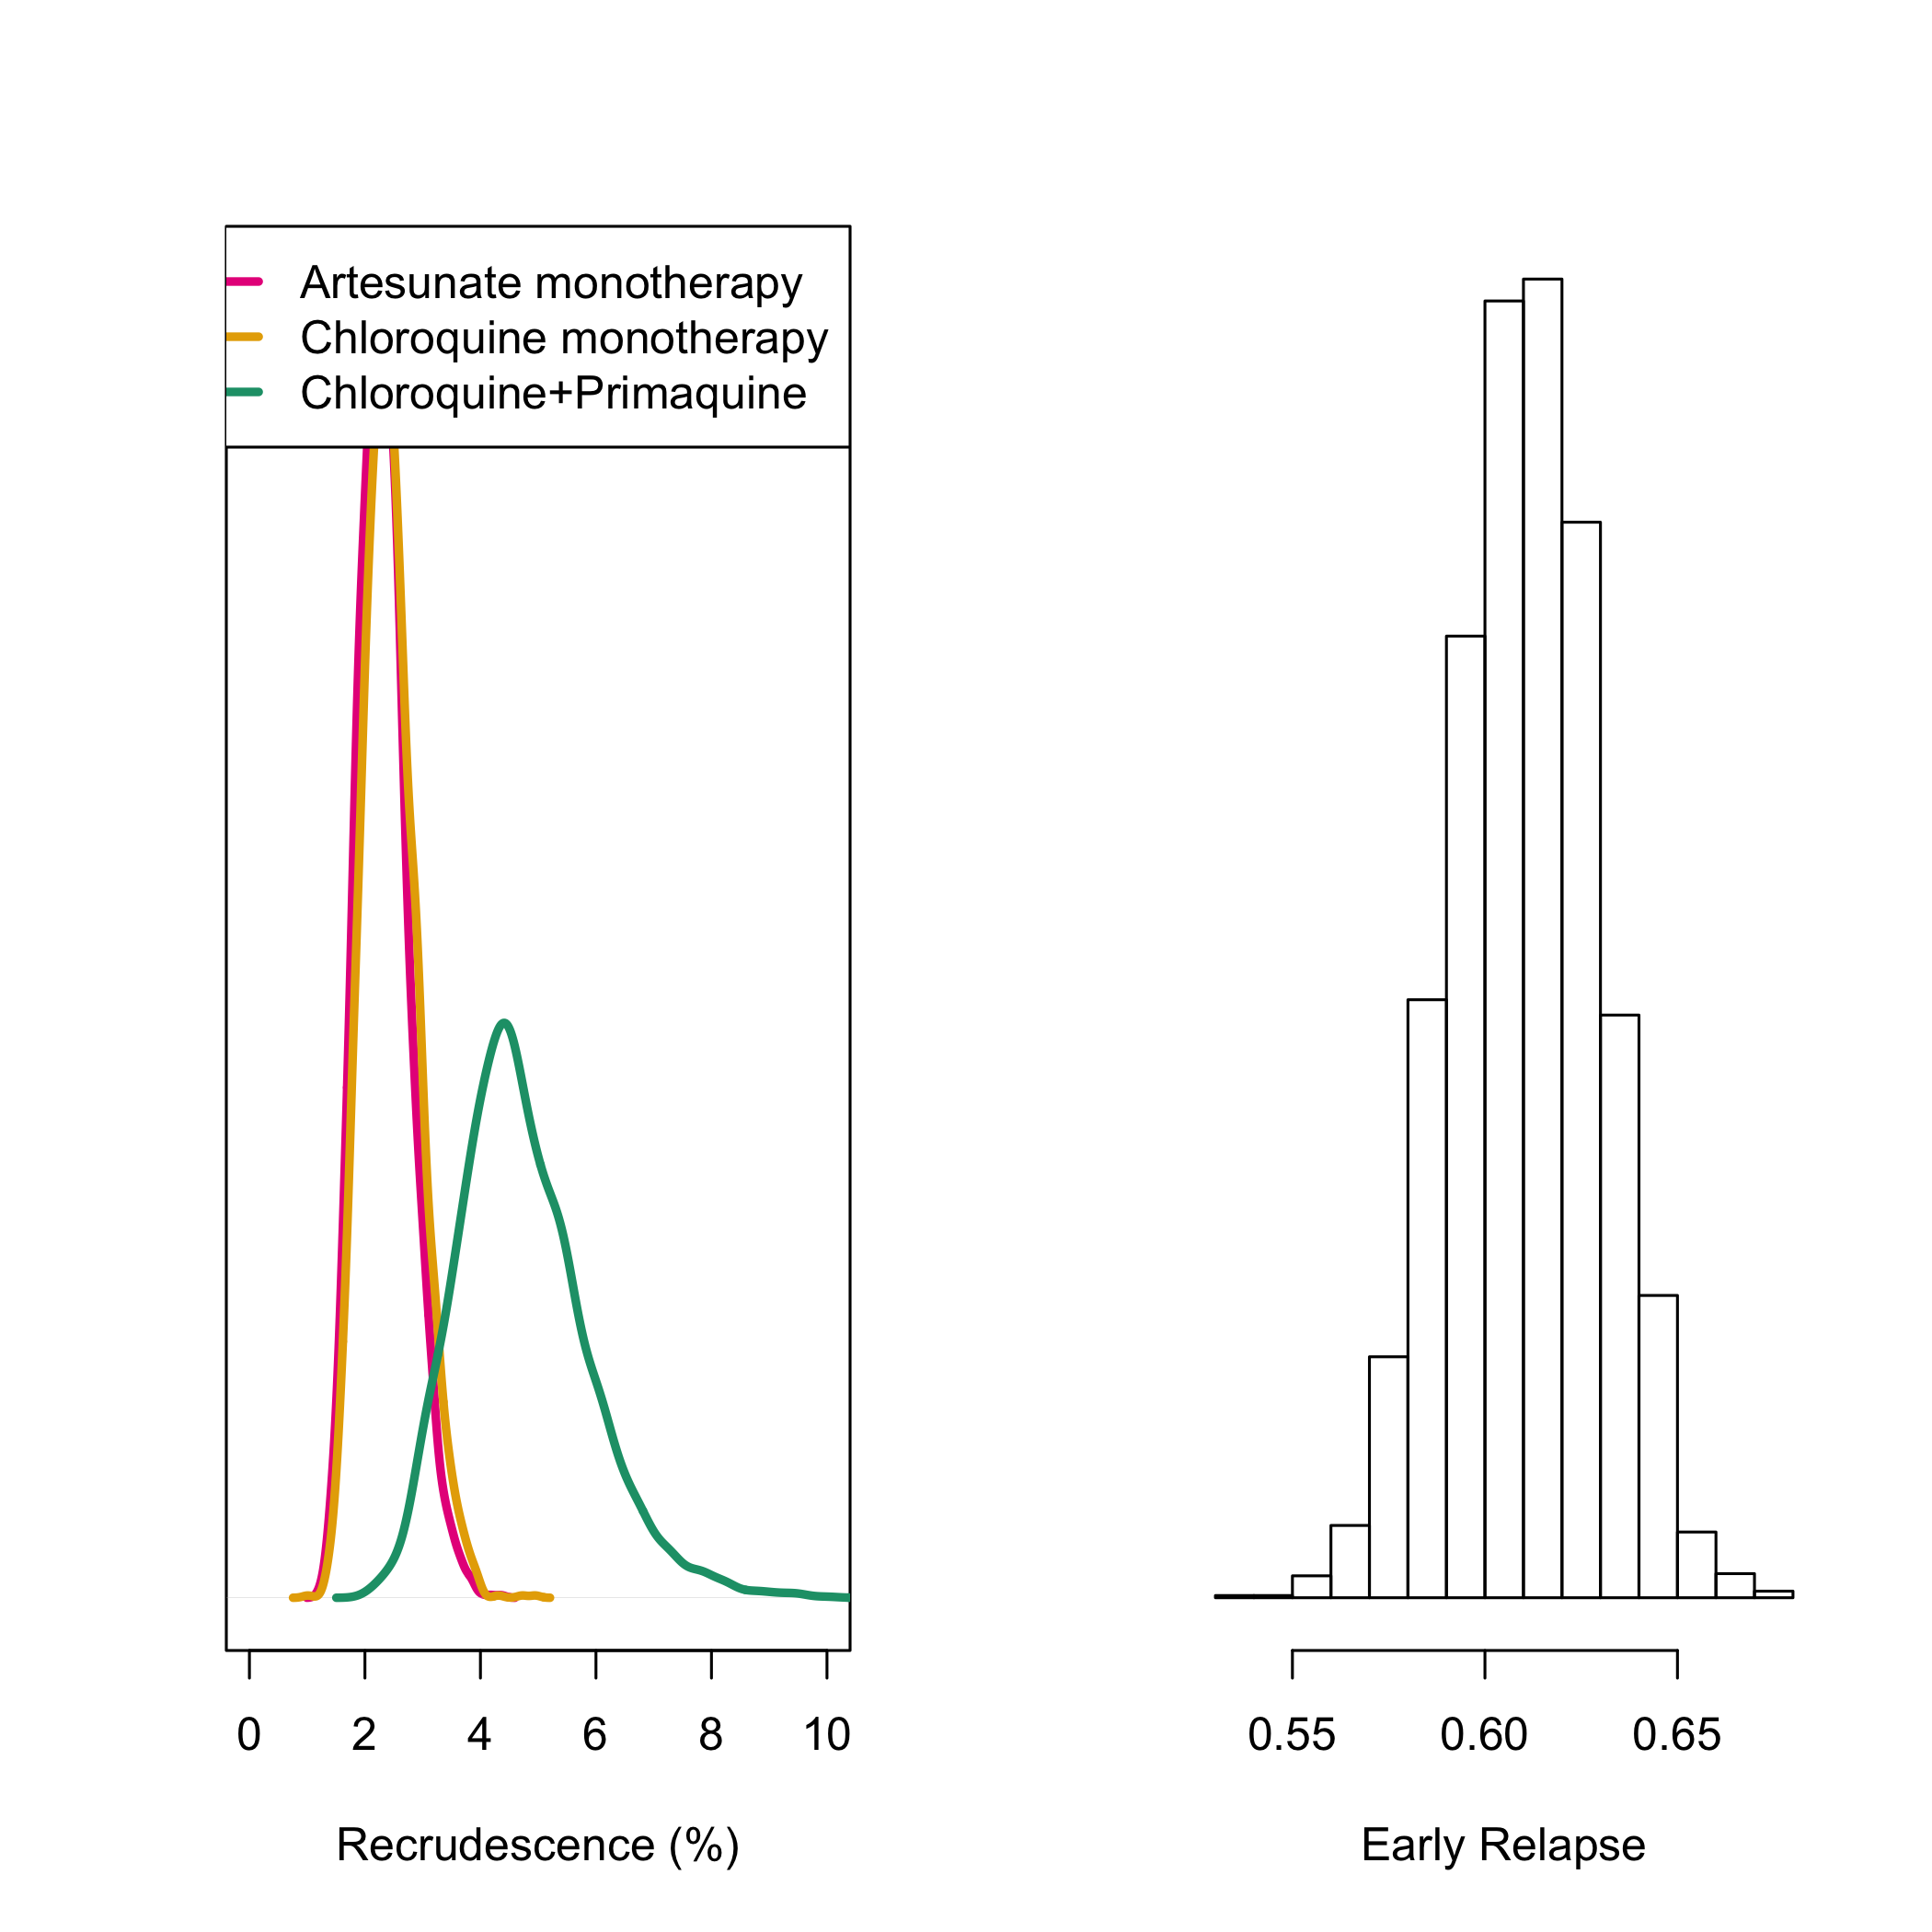 Artesunate monotherapy
Chloroquine monotherapy
Chloroquine+Primaquine
0 2 4 6 8 10
Recrudescence (%)
0.55 0.60 0.65
Early Relapse